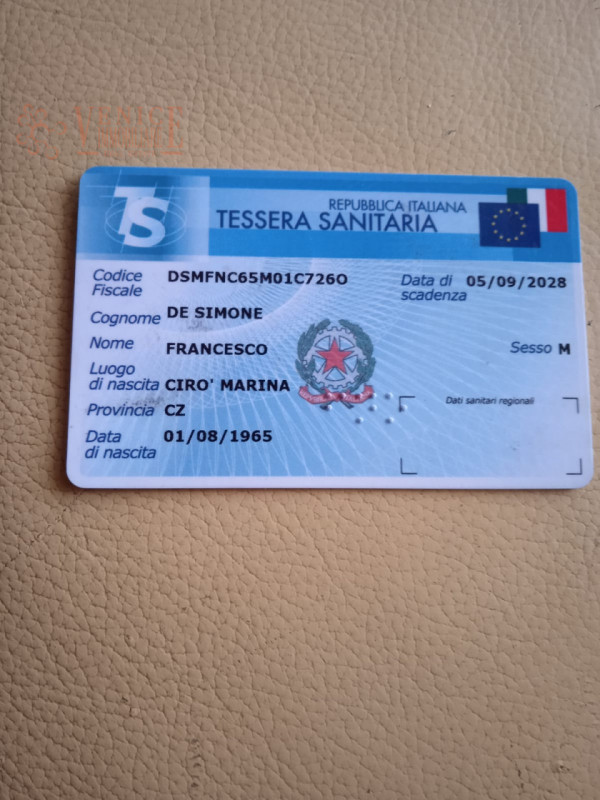 TS
REPUBBLICA ITALIANA
TESSERA SANITARIA
Codice Fiscale DSMFNC65M01C726O
Data di scadenza 05/09/2028
Cognome DE SIMONE
Nome FRANCESCO
Sesso M
Luogo di nascita CIRO' MARINA
Dati sanitari regionali
Provincia CZ
Data di nascita 01/08/1965